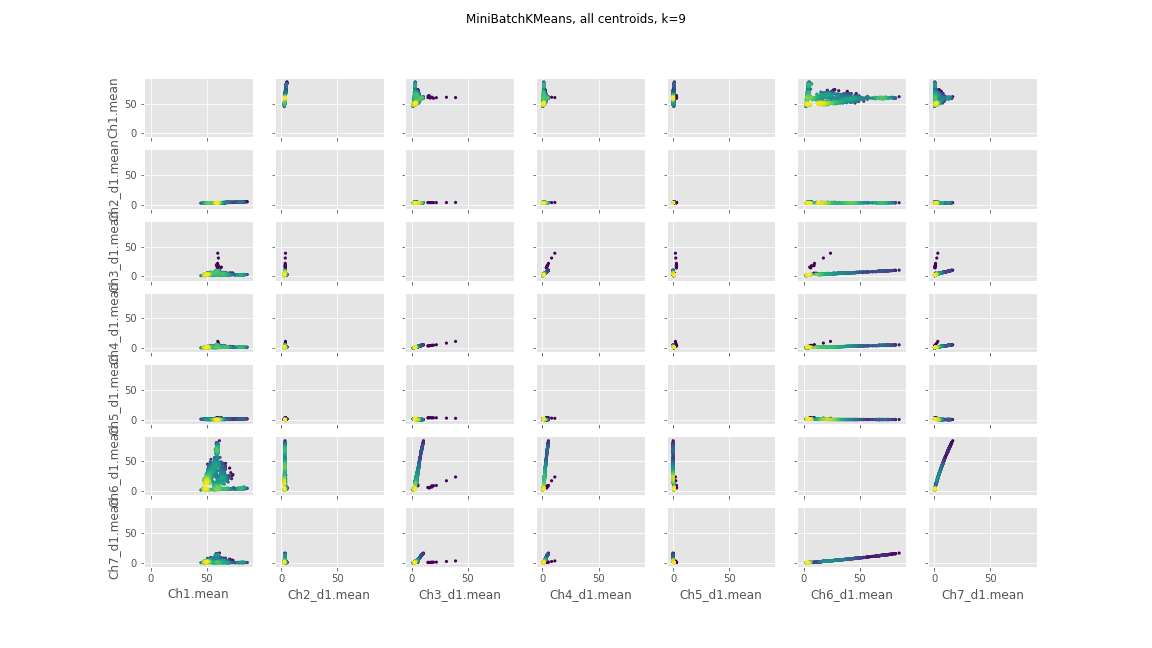 MiniBatchKMeans, all centroids, k=9
Ch1.mean
50
0
Ch2_d1.mean
50
0
Ch3_d1.mean
50
0
Ch4_d1.mean
50
0
Ch5_d1.mean
50
0
Ch6_d1.mean
50
0
Ch7_d1.mean
50
0
0 50 0 50 0 50 0 50 0 50 0 50 0 50
Ch1.mean Ch2_d1.mean Ch3_d1.mean Ch4_d1.mean Ch5_d1.mean Ch6_d1.mean Ch7_d1.mean